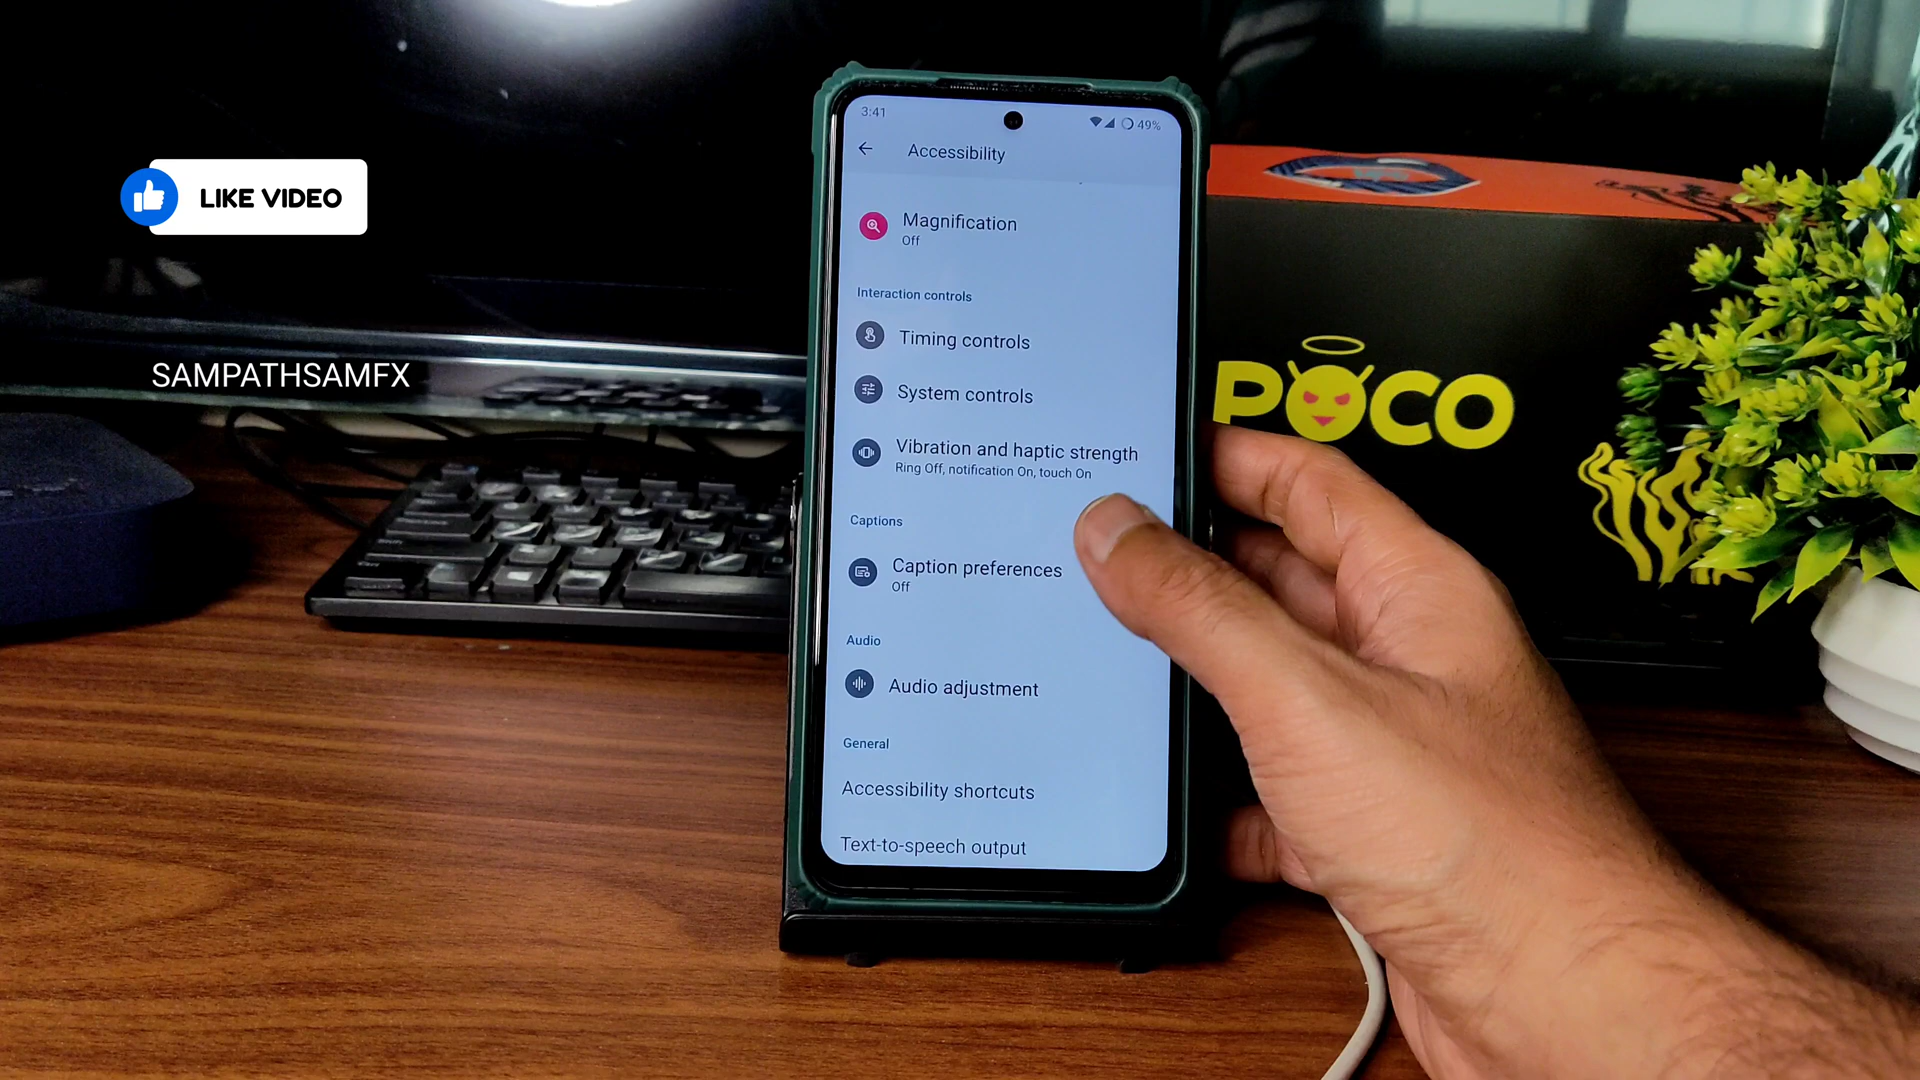 LIKE VIDEO
SAMPATHSAMFX
3:41
49%
Accessibility
Magnification
Off
Interaction controls
Timing controls
System controls
Vibration and haptic strength
Ring Off, notification On, touch On
Captions
Caption preferences
Off
Audio
Audio adjustment
General
Accessibility shortcuts
Text-to-speech output
POCO